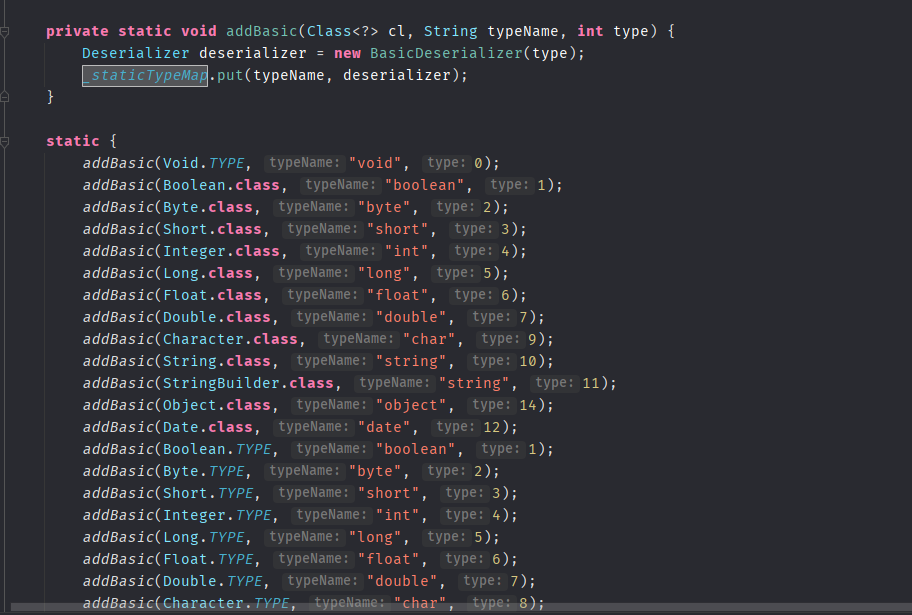 private static void addBasic(Class<?> cl, String typeName, int type) {
Deserializer deserializer = new BasicDeserializer(type);
_staticTypeMap.put(typeName, deserializer);
}
static {
addBasic(Void.TYPE, typeName: "void", type: 0);
addBasic(Boolean.class, typeName: "boolean", type: 1);
addBasic(Byte.class, typeName: "byte", type: 2);
addBasic(Short.class, typeName: "short", type: 3);
addBasic(Integer.class, typeName: "int", type: 4);
addBasic(Long.class, typeName: "long", type: 5);
addBasic(Float.class, typeName: "float", type: 6);
addBasic(Double.class, typeName: "double", type: 7);
addBasic(Character.class, typeName: "char", type: 9);
addBasic(String.class, typeName: "string", type: 10);
addBasic(StringBuilder.class, typeName: "string", type: 11);
addBasic(Object.class, typeName: "object", type: 14);
addBasic(Date.class, typeName: "date", type: 12);
addBasic(Boolean.TYPE, typeName: "boolean", type: 1);
addBasic(Byte.TYPE, typeName: "byte", type: 2);
addBasic(Short.TYPE, typeName: "short", type: 3);
addBasic(Integer.TYPE, typeName: "int", type: 4);
addBasic(Long.TYPE, typeName: "long", type: 5);
addBasic(Float.TYPE, typeName: "float", type: 6);
addBasic(Double.TYPE, typeName: "double", type: 7);
addBasic(Character.TYPE, typeName: "char", type: 8);